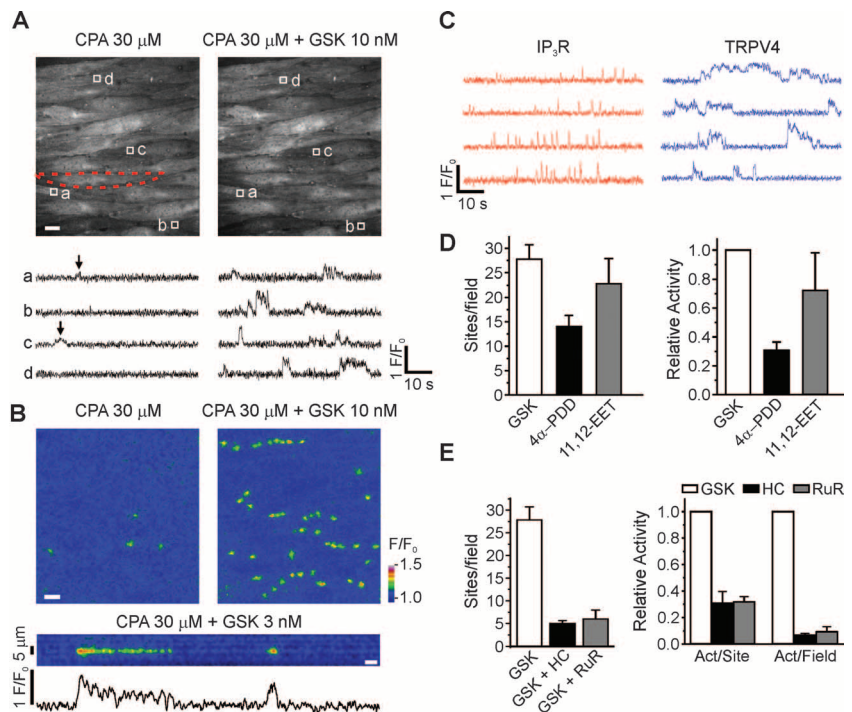 A
CPA 30 μM
CPA 30 μM + GSK 10 nM
d
c
a
b
d
c
a
b
a
b
c
d
1 F/F₀
10 s
B
CPA 30 μM
CPA 30 μM + GSK 10 nM
F/F₀
1.5
1.0
CPA 30 μM + GSK 3 nM
5 μm
1 F/F₀
C
IP₃R
TRPV4
1 F/F₀
10 s
D
Sites/field
30
25
20
15
10
5
0
GSK
4α–PDD
11,12-EET
Relative Activity
1.0
0.8
0.6
0.4
0.2
0.0
GSK
4α–PDD
11,12-EET
E
Sites/field
30
25
20
15
10
5
0
GSK
GSK + HC
GSK + RuR
GSK HC RuR
Relative Activity
1.0
0.8
0.6
0.4
0.2
0
Act/Site
Act/Field